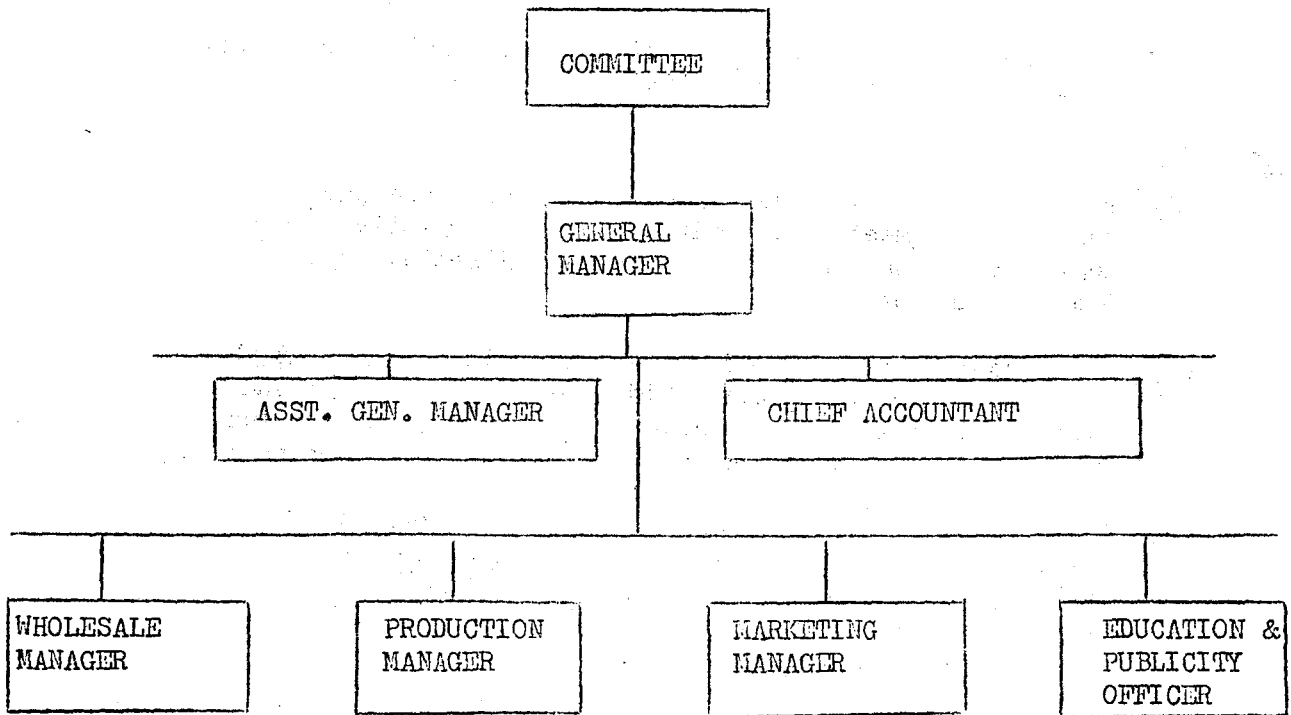 COMMITTEE
GENERAL
MANAGER
ASST. GEN. MANAGER
CHIEF ACCOUNTANT
WHOLESALE
MANAGER
PRODUCTION
MANAGER
MARKETING
MANAGER
EDUCATION &
PUBLICITY
OFFICER